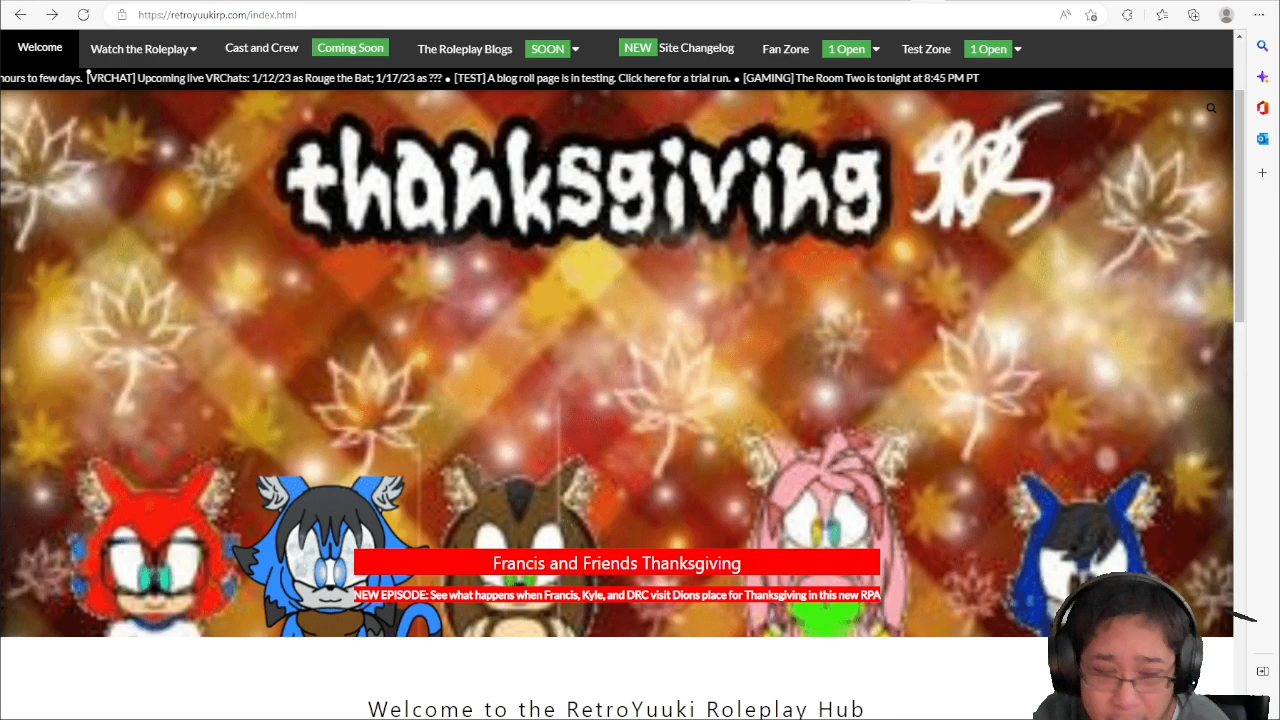 https://retroyuukirp.com/index.html
Welcome
Watch the Roleplay
Cast and Crew
Coming Soon
The Roleplay Blogs
SOON
NEW Site Changelog
Fan Zone
1 Open
Test Zone
1 Open
hours to few days. [VRCHAT] Upcoming live VRChats: 1/12/23 as Rouge the Bat; 1/17/23 as ??? ● [TEST] A blog roll page is in testing. Click here for a trial run. ● [GAMING] The Room Two is tonight at 8:45 PM PT
thanksgiving
Francis and Friends Thanksgiving
NEW EPISODE: See what happens when Francis, Kyle, and DRC visit Dions place for Thanksgiving in this new RPA
Welcome to the RetroYuuki Roleplay Hub